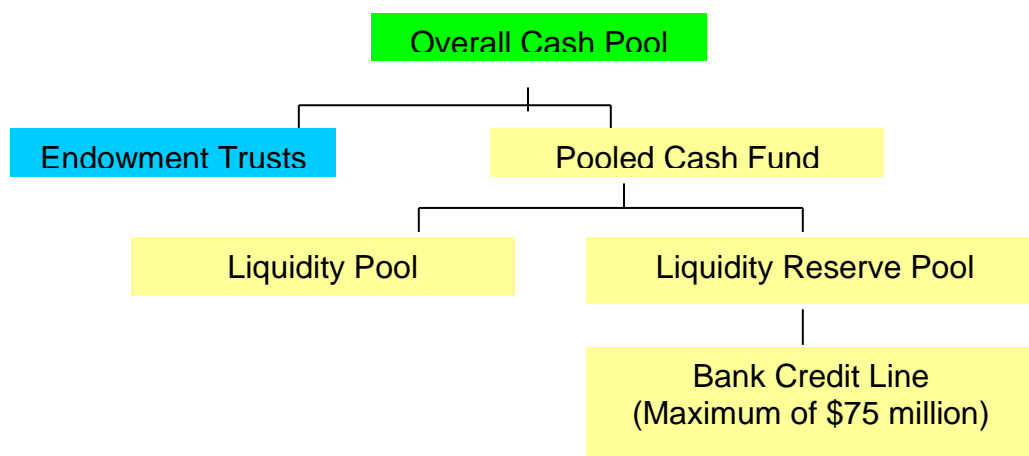 Overall Cash Pool
Endowment Trusts
Pooled Cash Fund
Liquidity Pool
Liquidity Reserve Pool
Bank Credit Line
(Maximum of $75 million)